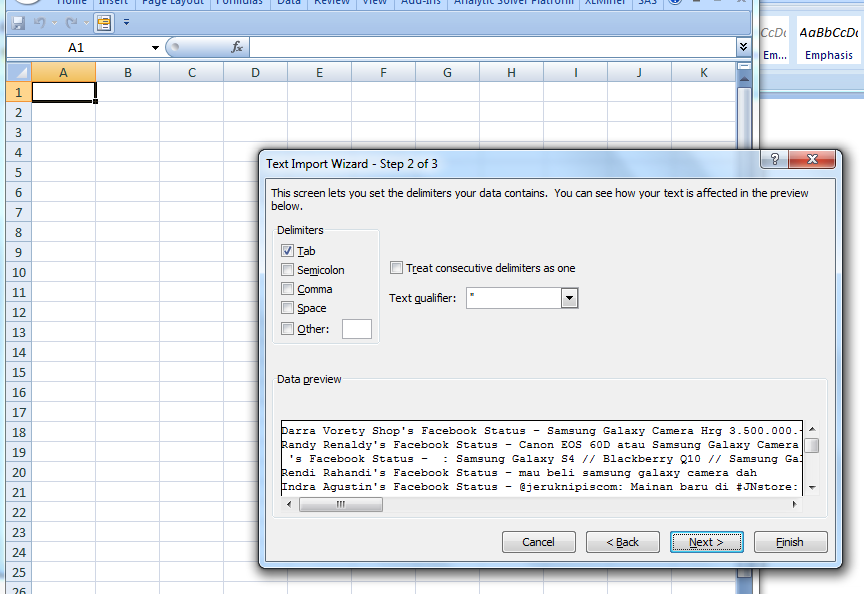 Home Insert Page Layout Formulas Data Review View Add-Ins Analytic Solver Platform XLMiner SAS
A1 fx
A B C D E F G H I J K
AaBbCcDc
Em... Emphasis
1
2
3
4
5
6
7
8
9
10
11
12
13
14
15
16
17
18
19
20
21
22
23
24
25
26
Text Import Wizard - Step 2 of 3
This screen lets you set the delimiters your data contains. You can see how your text is affected in the preview
below.
Delimiters
Tab
Semicolon
Comma
Space
Other:
Treat consecutive delimiters as one
Text qualifier: "
Data preview
Darra Vorety Shop's Facebook Status - Samsung Galaxy Camera Hrg 3.500.000.-
Randy Renaldy's Facebook Status - Canon EOS 60D atau Samsung Galaxy Camera
's Facebook Status - : Samsung Galaxy S4 // Blackberry Q10 // Samsung Gal
Rendi Rahandi's Facebook Status - mau beli samsung galaxy camera dah
Indra Agustin's Facebook Status - @jeruknipiscom: Mainan baru di #JNstore:
Cancel < Back Next > Finish